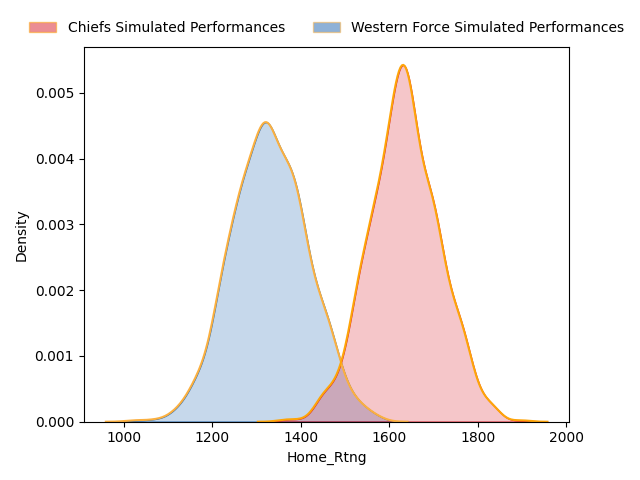 Chiefs Simulated Performances Western Force Simulated Performances
0.005
0.004
0.003
0.002
0.001
0.000
Density
1000 1200 1400 1600 1800 2000
Home_Rtng